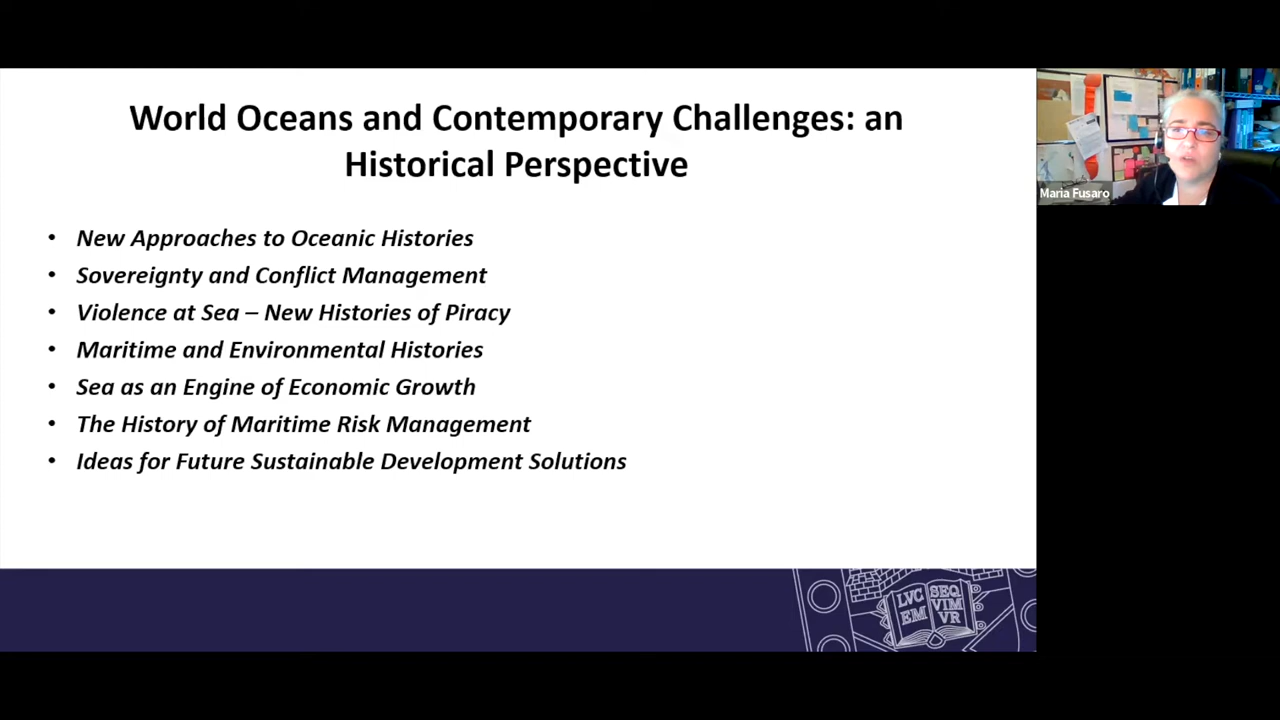 World Oceans and Contemporary Challenges: an
Historical Perspective
• New Approaches to Oceanic Histories
• Sovereignty and Conflict Management
• Violence at Sea – New Histories of Piracy
• Maritime and Environmental Histories
• Sea as an Engine of Economic Growth
• The History of Maritime Risk Management
• Ideas for Future Sustainable Development Solutions
Maria Fusaro
LVC SEQ
EM VIM
VR